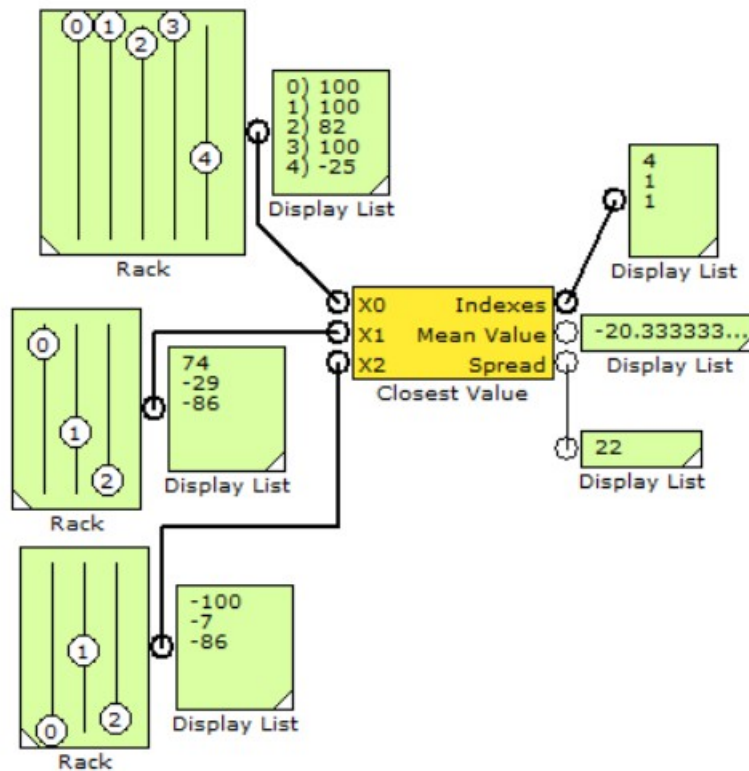 0 1 2 3 4
Rack
0) 100
1) 100
2) 82
3) 100
4) -25
Display List
4
1
1
Display List
X0 Indexes
X1 Mean Value
X2 Spread
Closest Value
-20.333333...
Display List
22
Display List
0 1 2
Rack
74
-29
-86
Display List
0 1 2
Rack
-100
-7
-86
Display List